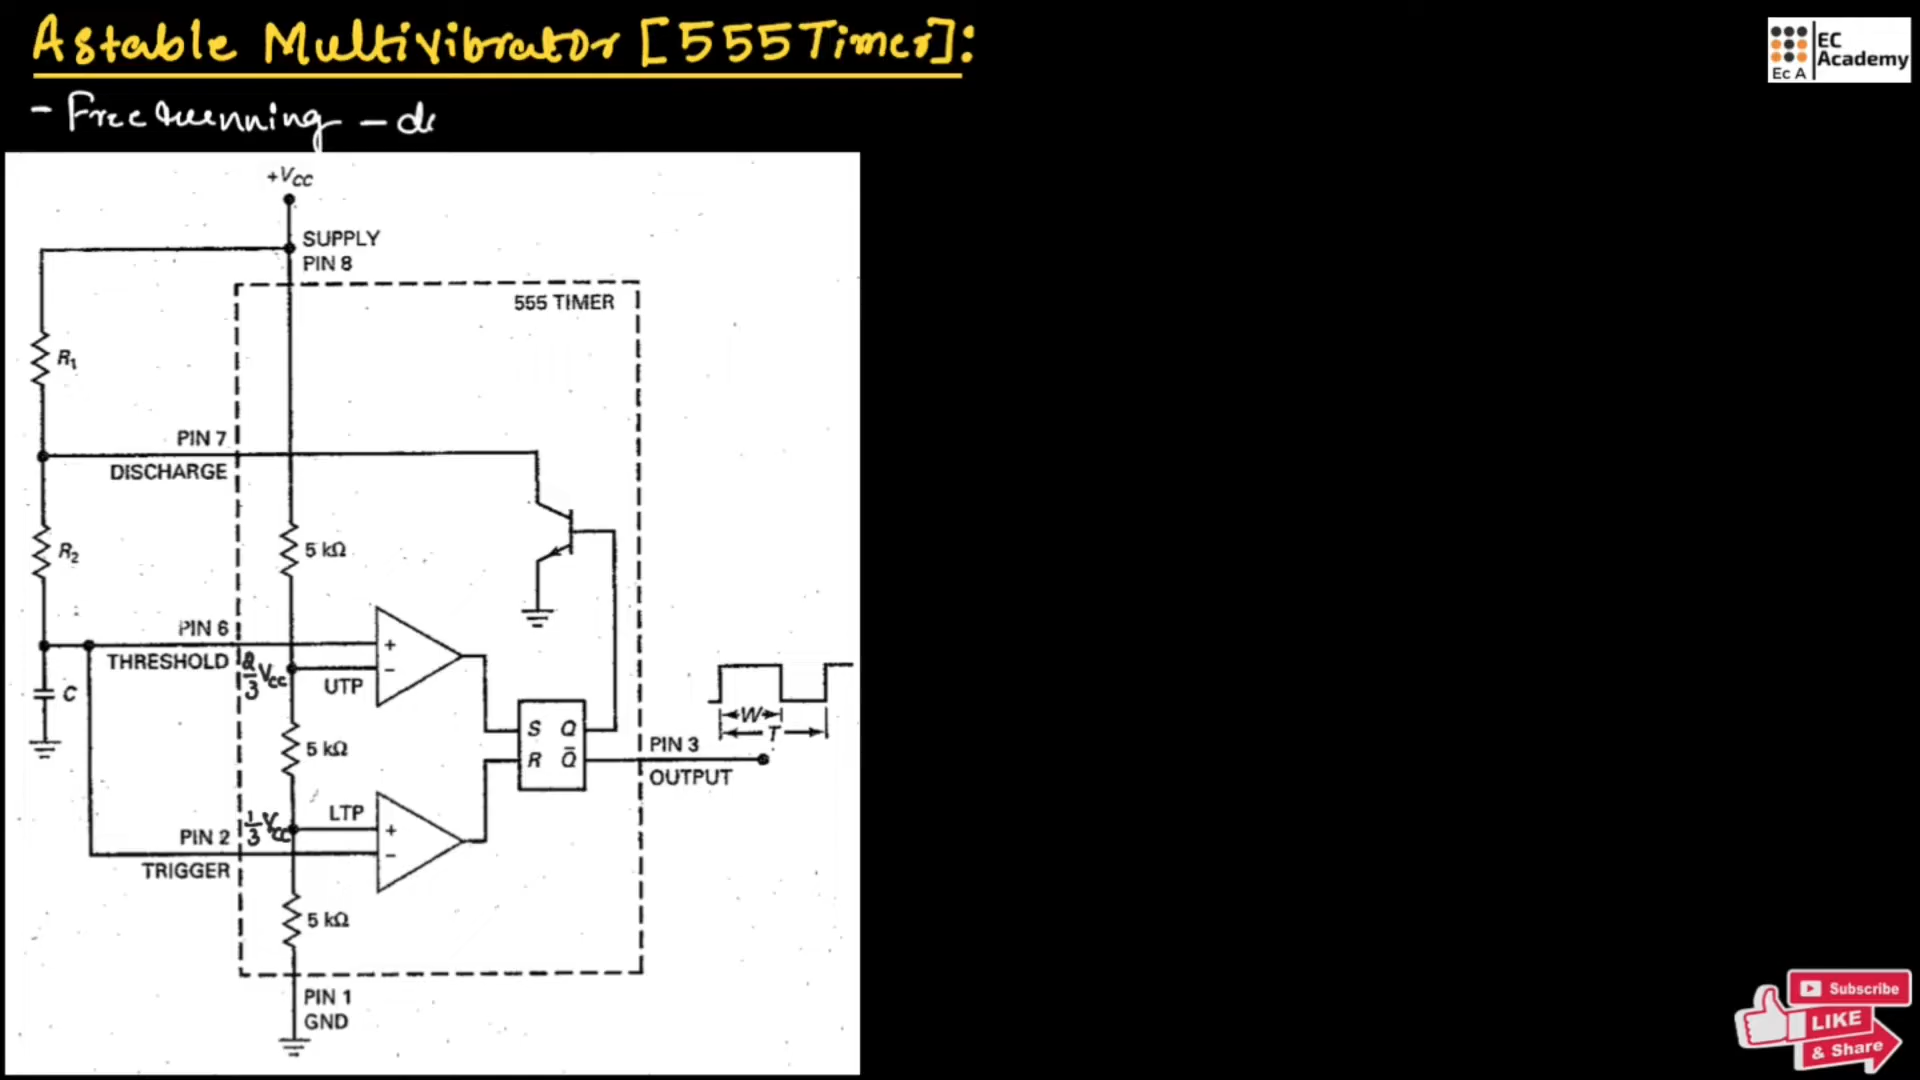 Astable Multivibrator [555 Timer]:
EC
Academy
Ec A
- Free running - de
+VCC
SUPPLY
PIN 8
555 TIMER
R1
PIN 7
DISCHARGE
R2
5 kΩ
PIN 6
THRESHOLD
2/3 Vcc
+
-
UTP
C
S Q
R Q̄
5 kΩ
W
T
PIN 3
OUTPUT
LTP
1/3 Vcc
+
-
PIN 2
TRIGGER
5 kΩ
PIN 1
GND
Subscribe
LIKE
& Share